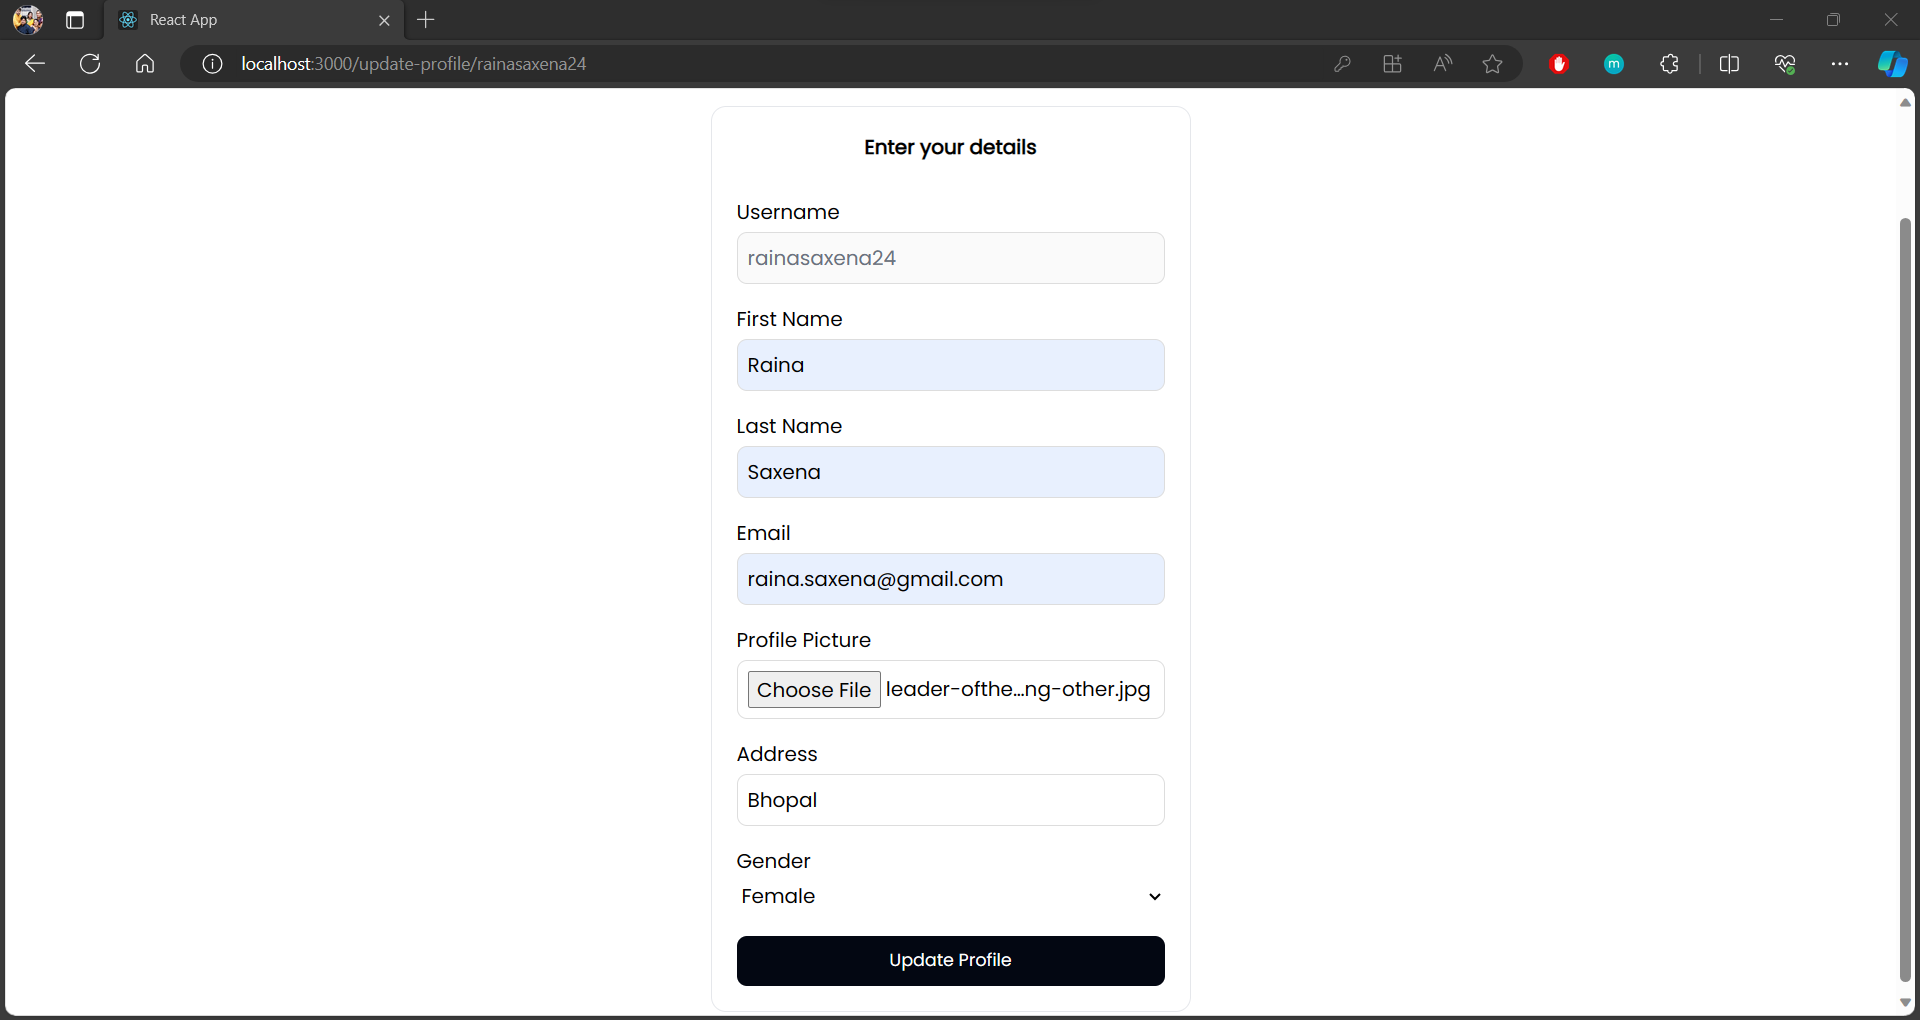 React App
localhost:3000/update-profile/rainasaxena24
m
Enter your details
Username
rainasaxena24
First Name
Raina
Last Name
Saxena
Email
raina.saxena@gmail.com
Profile Picture
Choose File leader-ofthe...ng-other.jpg
Address
Bhopal
Gender
Female
Update Profile